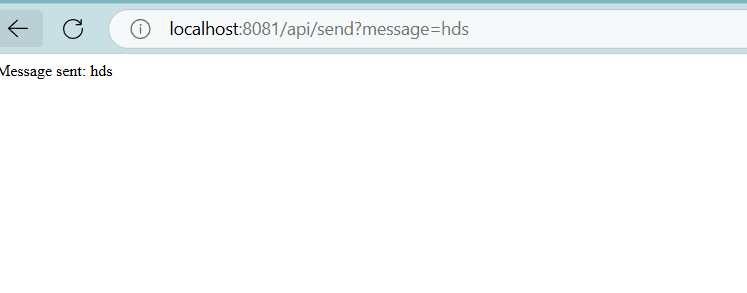 localhost:8081/api/send?message=hds
Message sent: hds